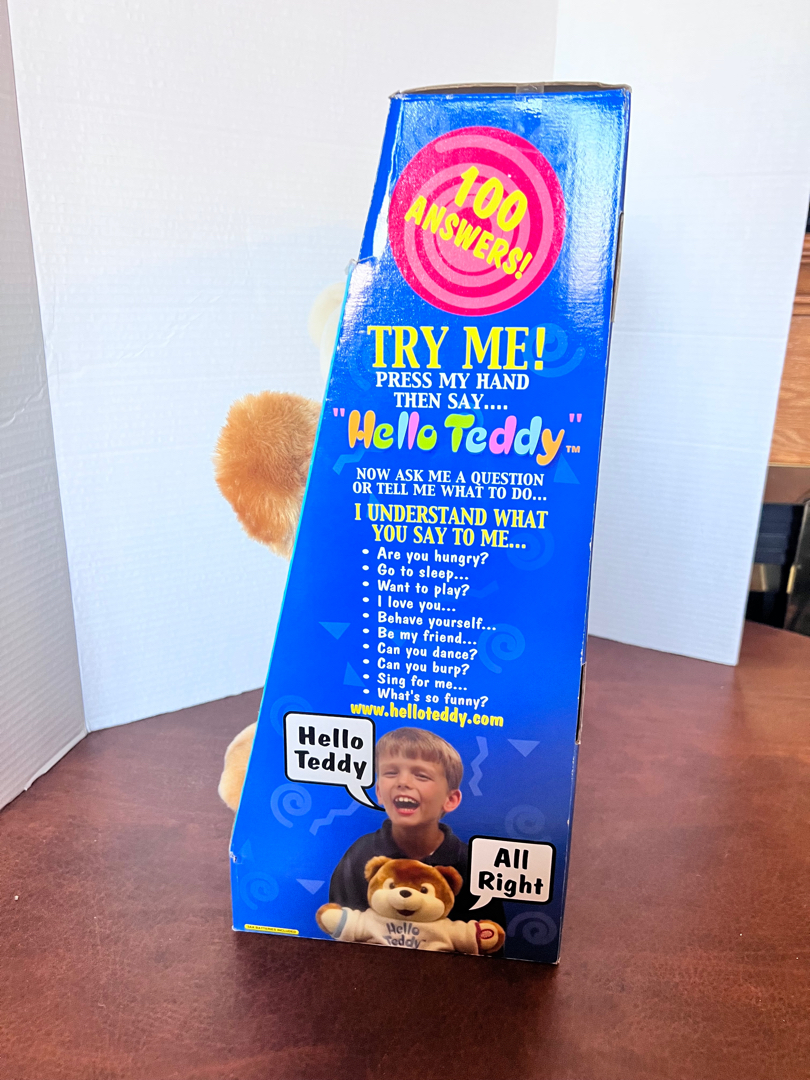 100
ANSWERS!
TRY ME!
PRESS MY HAND
THEN SAY....
"Hello Teddy"™
NOW ASK ME A QUESTION
OR TELL ME WHAT TO DO...
I UNDERSTAND WHAT
YOU SAY TO ME...
• Are you hungry?
• Go to sleep...
• Want to play?
• I love you...
• Behave yourself...
• Be my friend...
• Can you dance?
• Can you burp?
• Sing for me...
• What's so funny?
www.helloteddy.com
Hello
Teddy
All
Right
Hello
Teddy